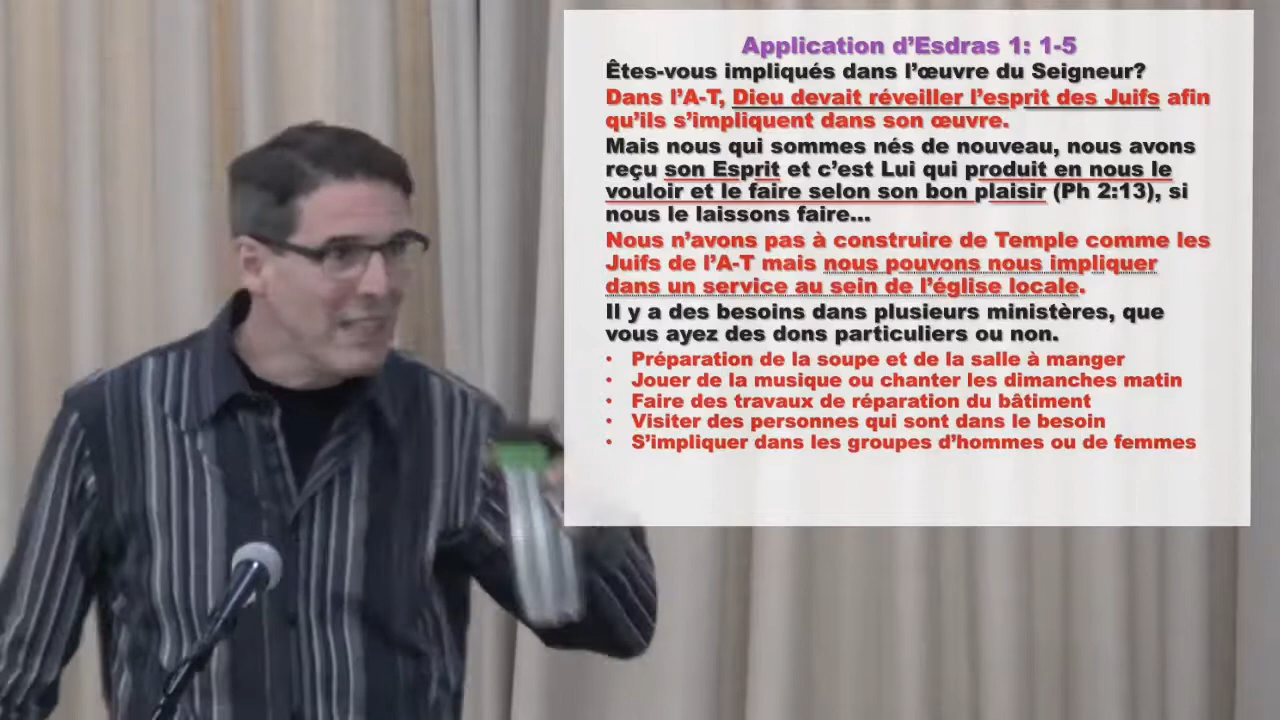 Application d’Esdras 1: 1-5
Êtes-vous impliqués dans l’œuvre du Seigneur?
Dans l’A-T, Dieu devait réveiller l’esprit des Juifs afin
qu’ils s’impliquent dans son œuvre.
Mais nous qui sommes nés de nouveau, nous avons
reçu son Esprit et c’est Lui qui produit en nous le
vouloir et le faire selon son bon plaisir (Ph 2:13), si
nous le laissons faire…
Nous n’avons pas à construire de Temple comme les
Juifs de l’A-T mais nous pouvons nous impliquer
dans un service au sein de l’église locale.
Il y a des besoins dans plusieurs ministères, que
vous ayez des dons particuliers ou non.
• Préparation de la soupe et de la salle à manger
• Jouer de la musique ou chanter les dimanches matin
• Faire des travaux de réparation du bâtiment
• Visiter des personnes qui sont dans le besoin
• S’impliquer dans les groupes d’hommes ou de femmes